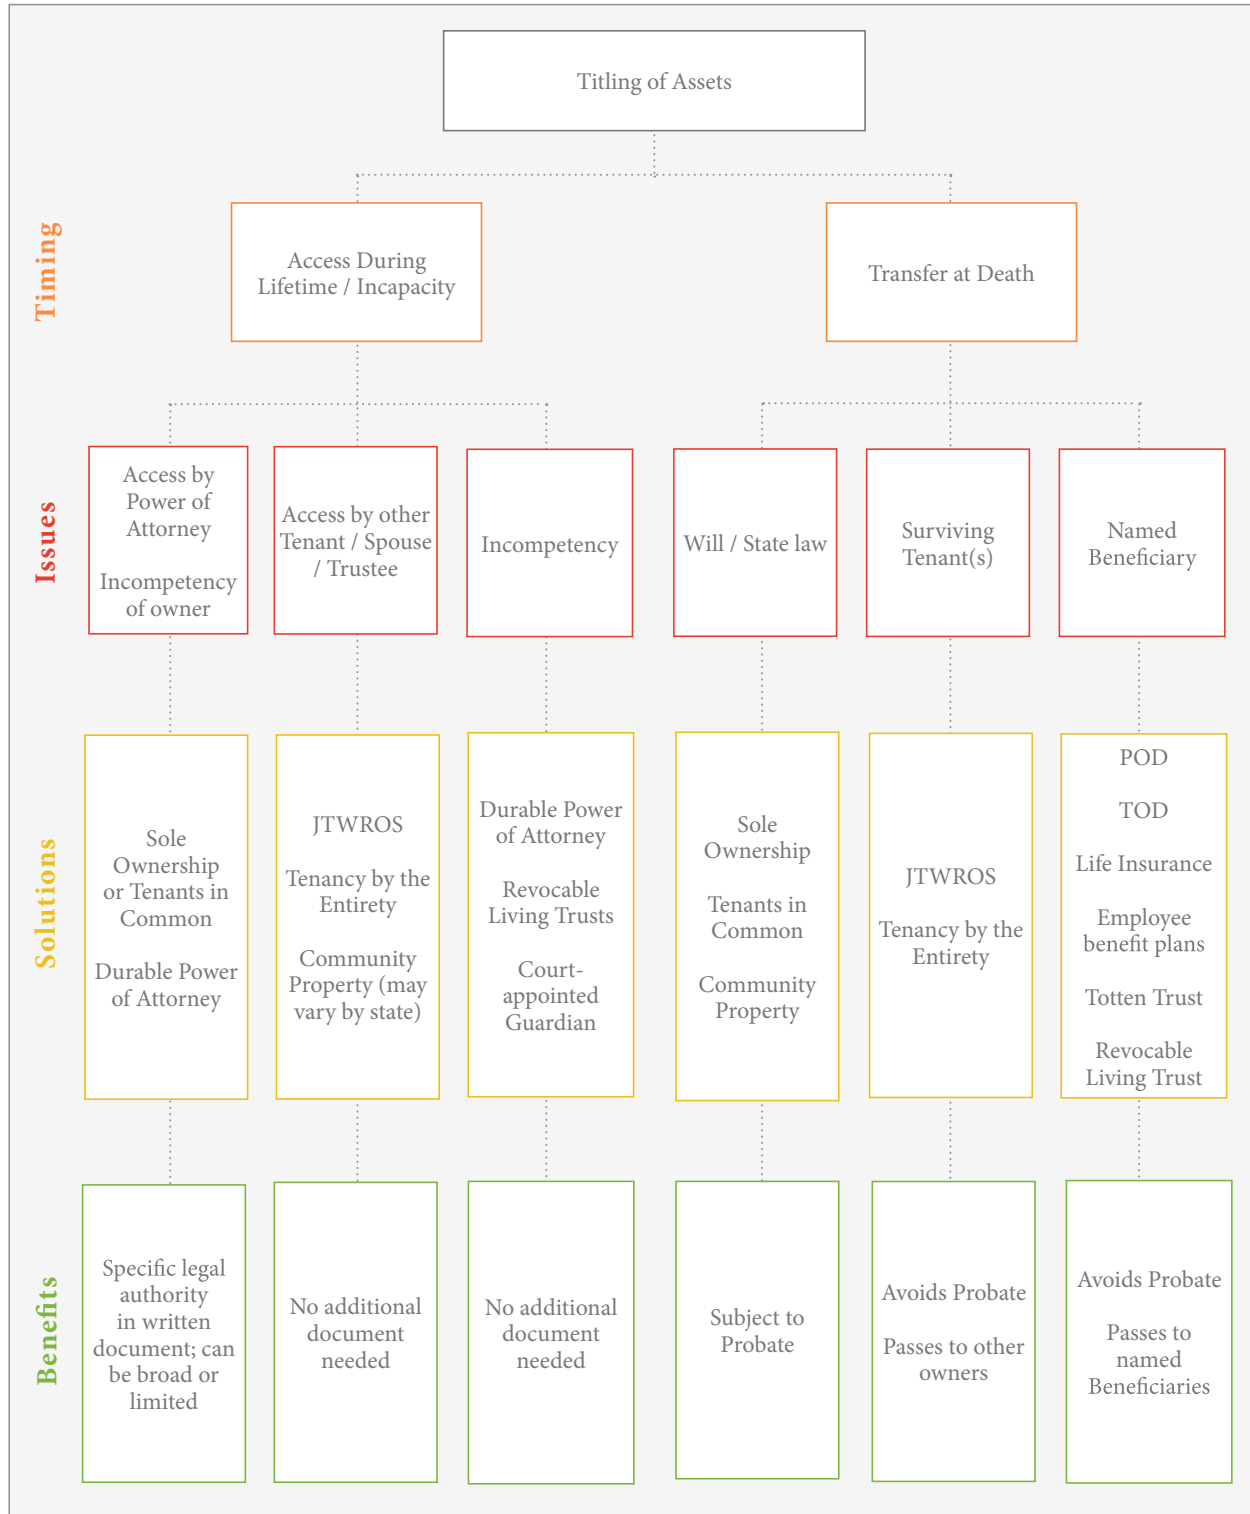 Titling of Assets
Timing
Access During
Lifetime / Incapacity
Transfer at Death
Issues
Access by
Power of
Attorney
Incompetency
of owner
Access by other
Tenant / Spouse
/ Trustee
Incompetency
Will / State law
Surviving
Tenant(s)
Named
Beneficiary
Solutions
Sole
Ownership
or Tenants in
Common
Durable Power
of Attorney
JTWROS
Tenancy by the
Entirety
Community
Property (may
vary by state)
Durable Power
of Attorney
Revocable
Living Trusts
Court-
appointed
Guardian
Sole
Ownership
Tenants in
Common
Community
Property
JTWROS
Tenancy by the
Entirety
POD
TOD
Life Insurance
Employee
benefit plans
Totten Trust
Revocable
Living Trust
Benefits
Specific legal
authority
in written
document; can
be broad or
limited
No additional
document
needed
No additional
document
needed
Subject to
Probate
Avoids Probate
Passes to other
owners
Avoids Probate
Passes to
named
Beneficiaries